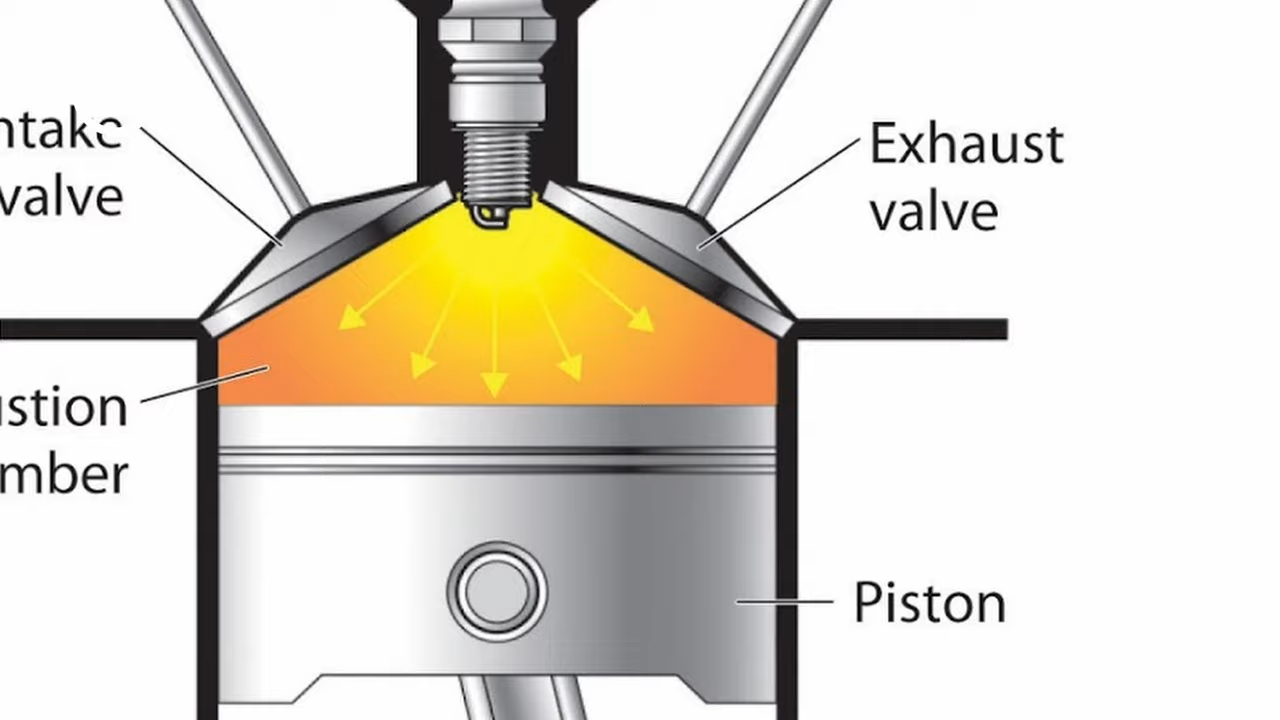 ntake
valve
Exhaust
valve
ustion
mber
Piston